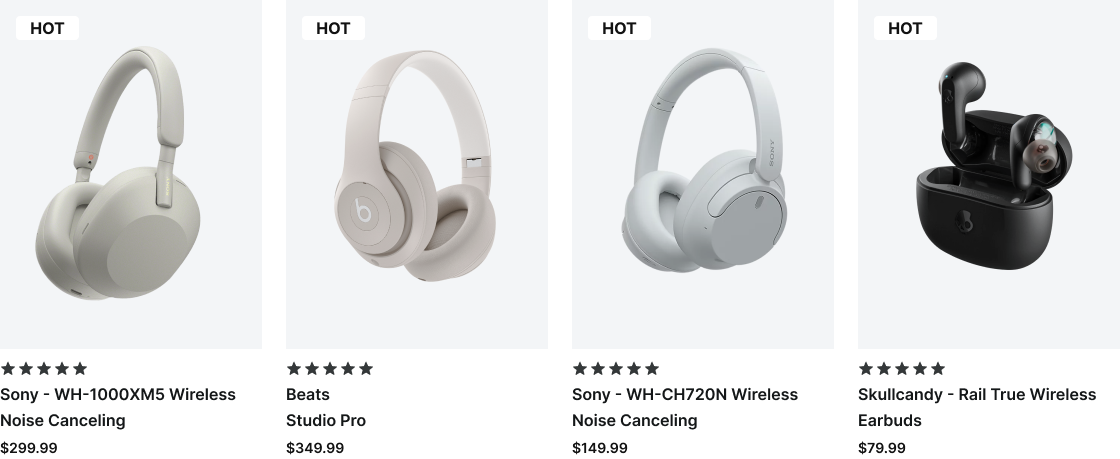 HOT
HOT
HOT
HOT
SONY
Sony - WH-1000XM5 Wireless
Noise Canceling
$299.99
Beats
Studio Pro
$349.99
Sony - WH-CH720N Wireless
Noise Canceling
$149.99
Skullcandy - Rail True Wireless
Earbuds
$79.99